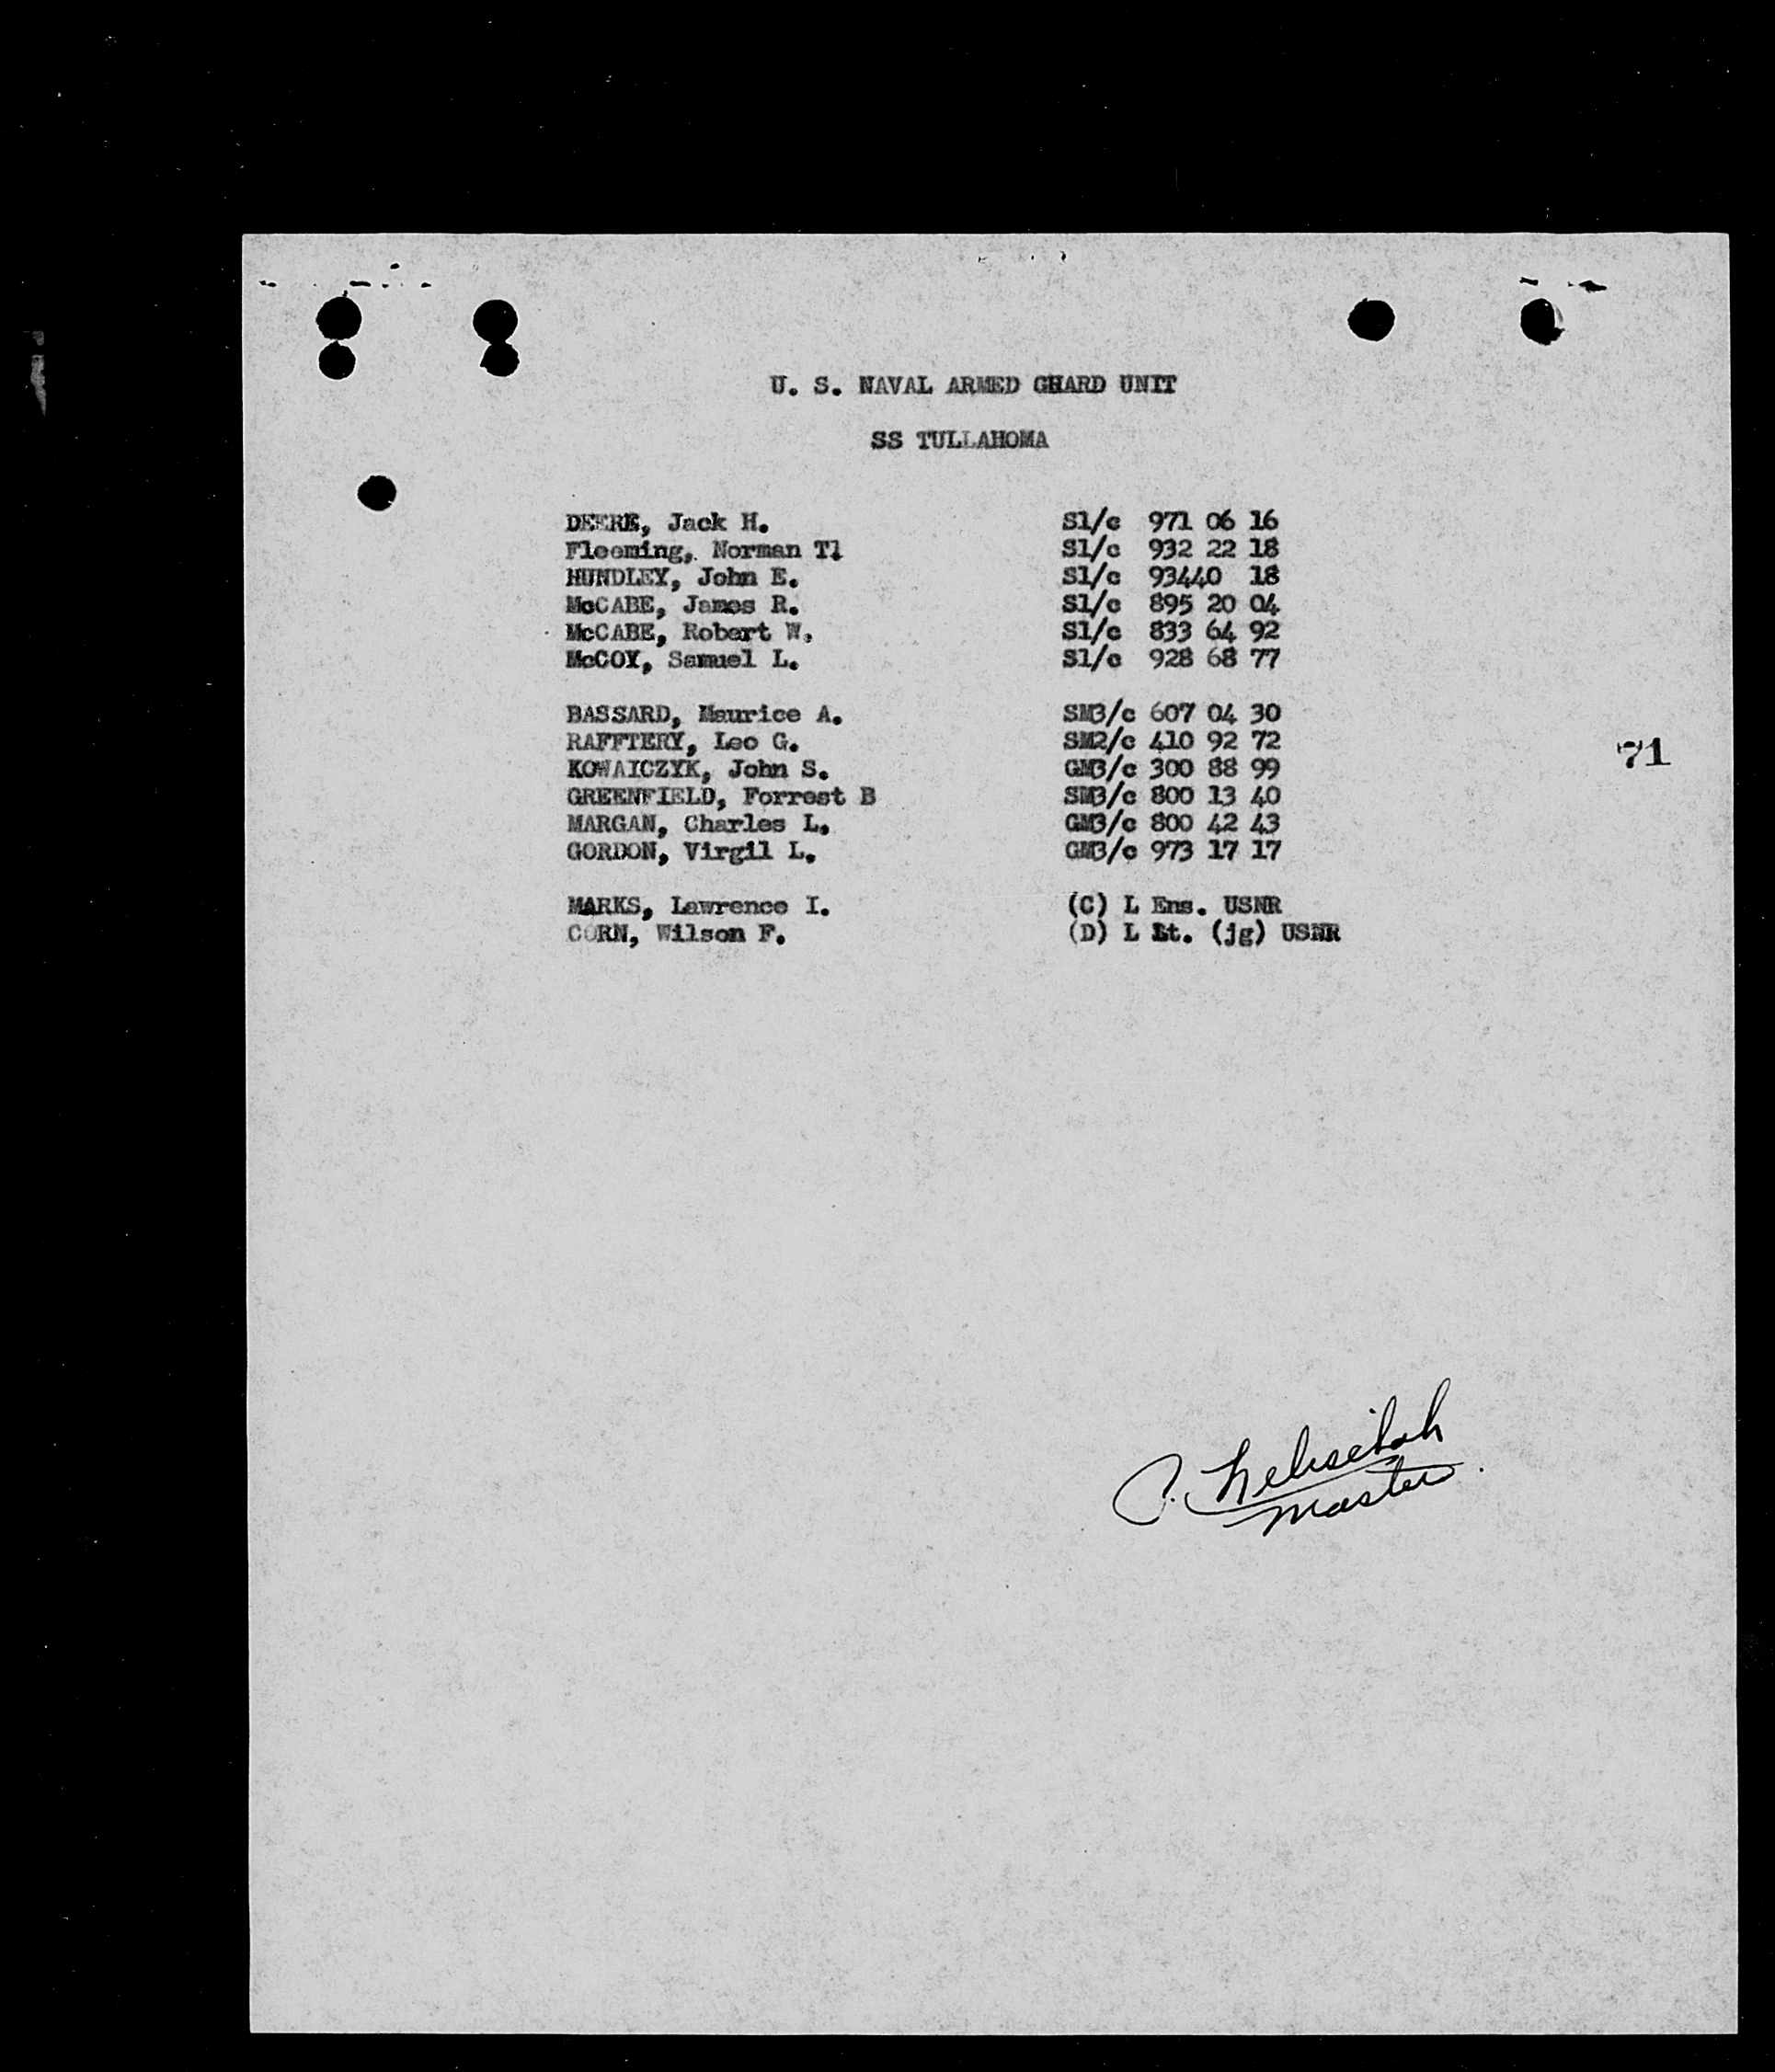 U. S. NAVAL ARMED GUARD UNIT
SS TULLAHOMA
DEERE, Jack H. S1/c 971 06 16
Fleeming, Norman Tl S1/c 932 22 18
HUNDLEY, John E. S1/c 93440 18
McCABE, James R. S1/c 895 20 04
McCABE, Robert W. S1/c 833 64 92
McCOY, Samuel L. S1/c 928 68 77
BASSARD, Maurice A. SM3/c 607 04 30
RAFFTERY, Leo G. SM2/c 410 92 72
71
KOWAICZYK, John S. GM3/c 300 88 99
GREENFIELD, Forrest B SM3/c 800 13 40
MARGAN, Charles L. GM3/c 800 42 43
GORDON, Virgil L. GM3/c 973 17 17
MARKS, Lawrence I. (C) L Ens. USNR
CORN, Wilson F. (D) L Lt. (jg) USNR
Master.